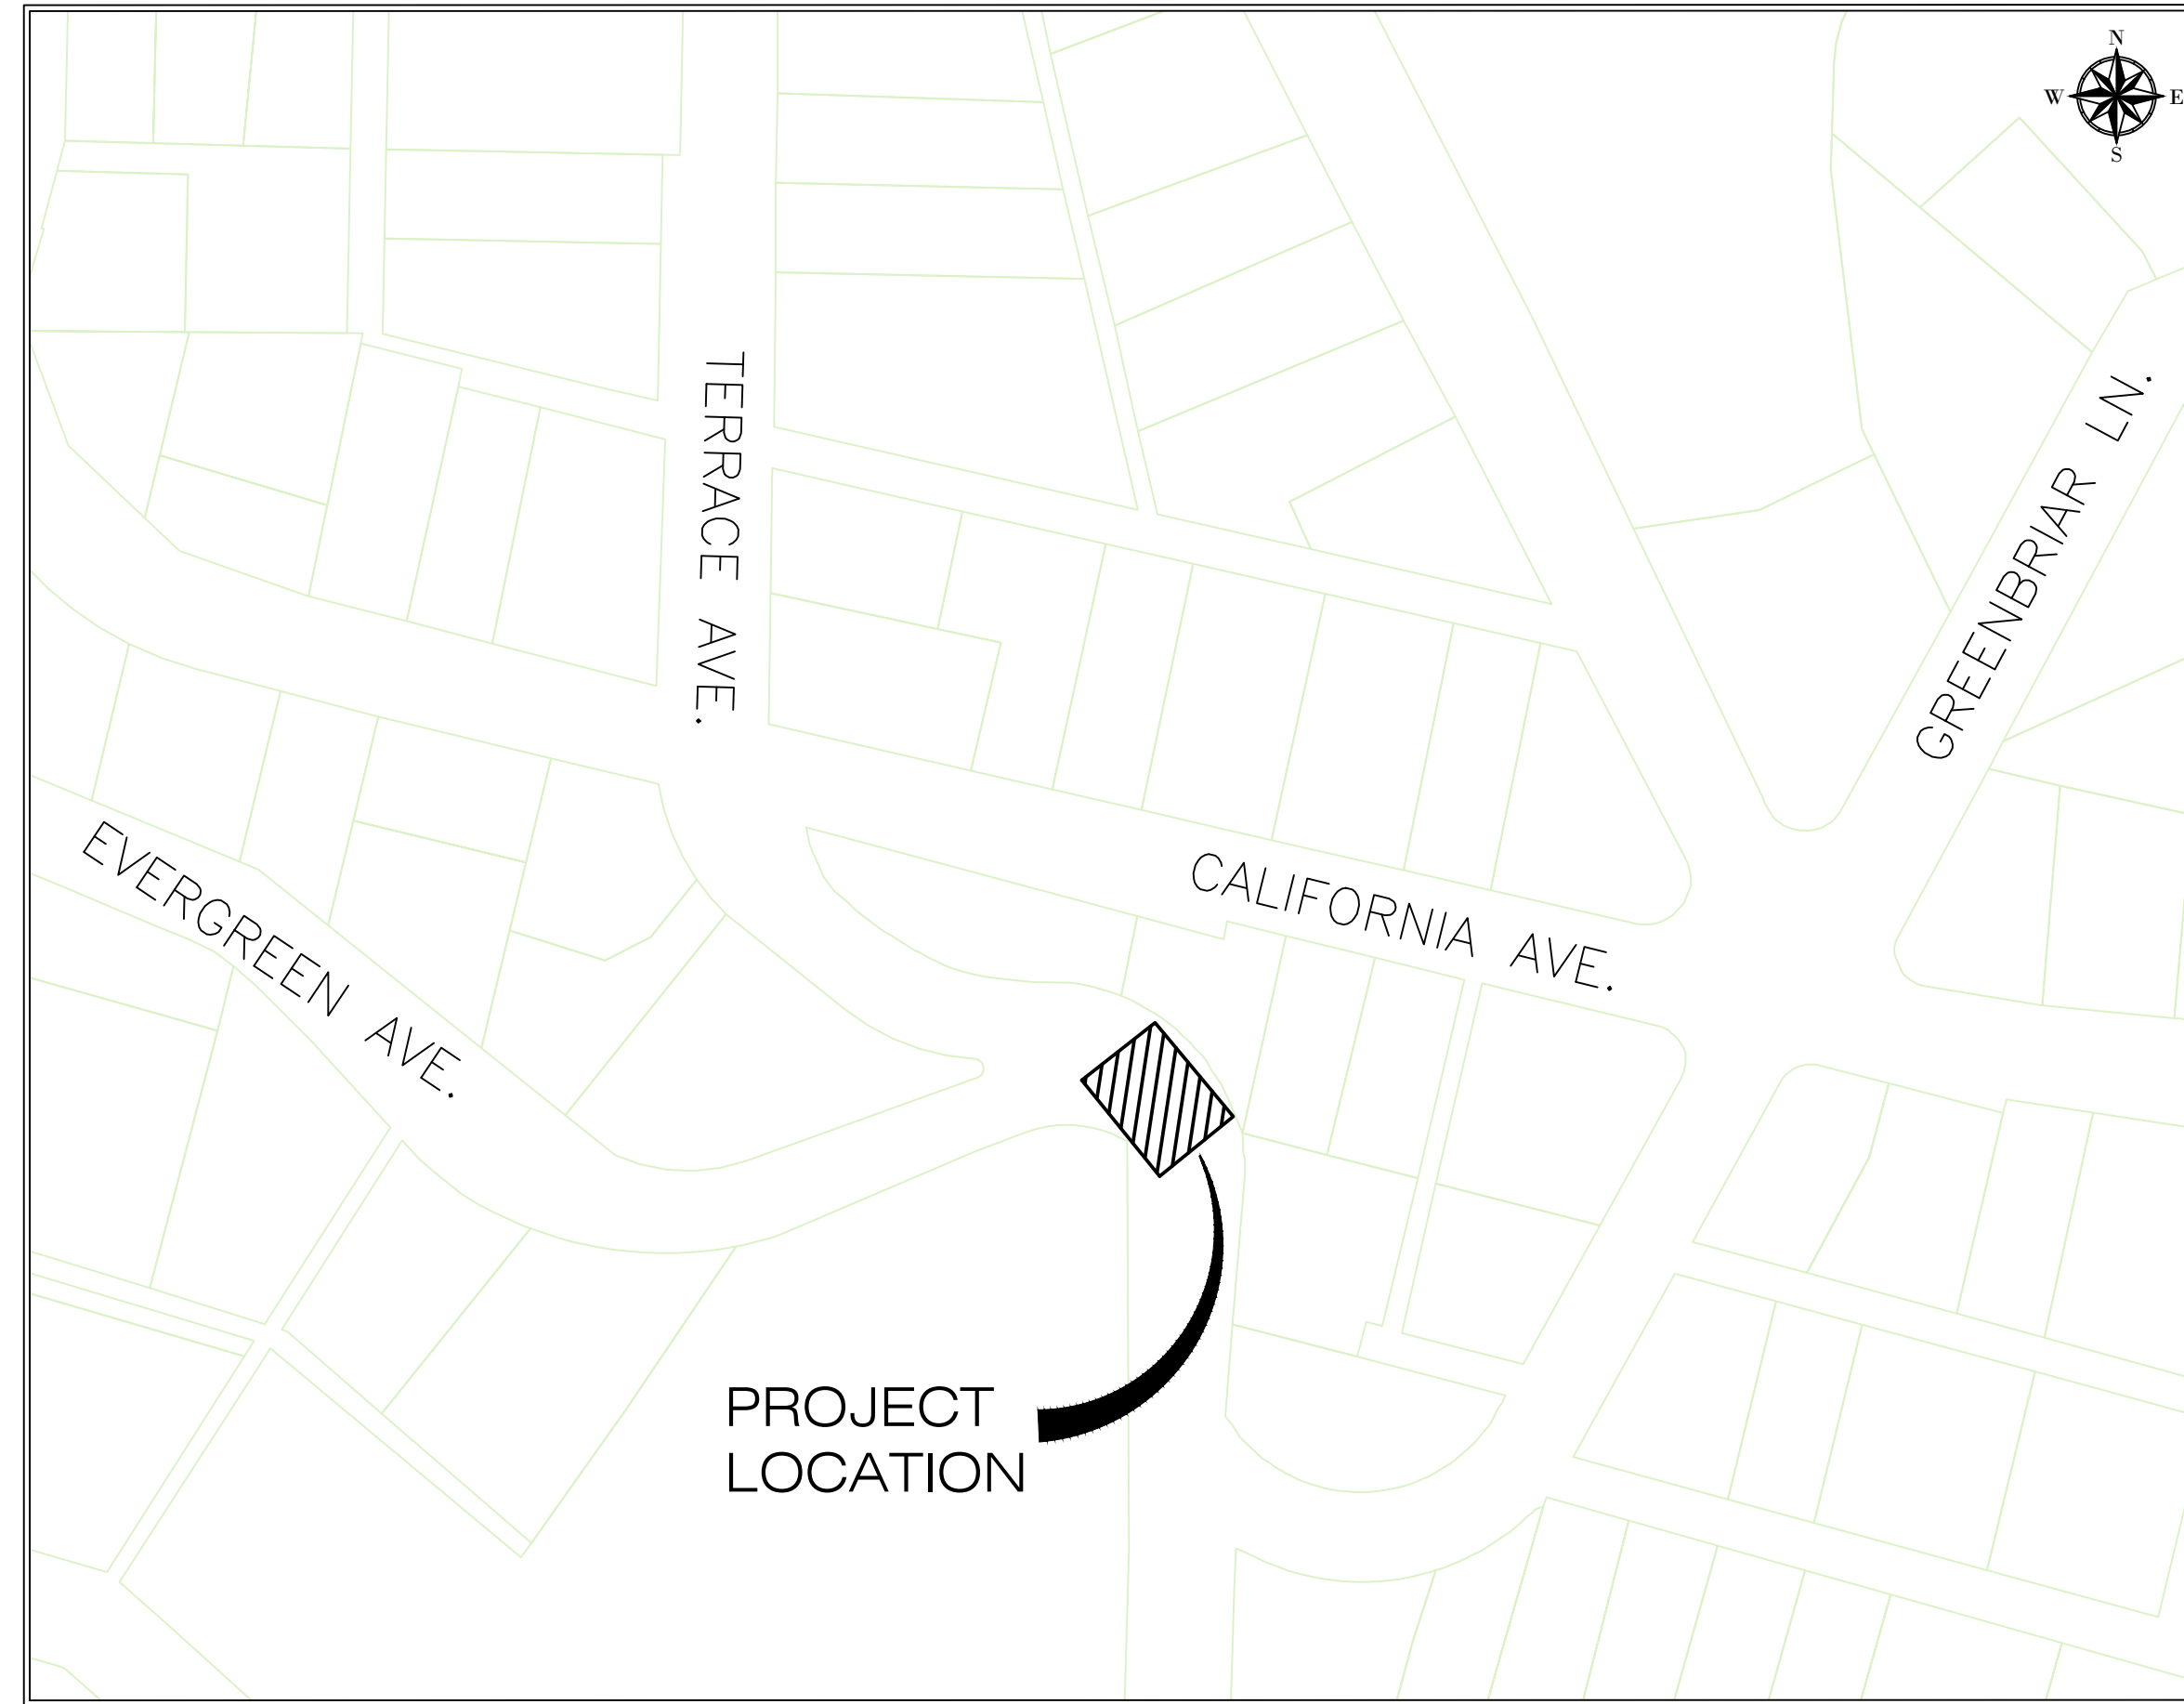 N
W E
S
TERRACE AVE.
GREENBRIAR LN.
EVERGREEN AVE.
CALIFORNIA AVE.
PROJECT
LOCATION